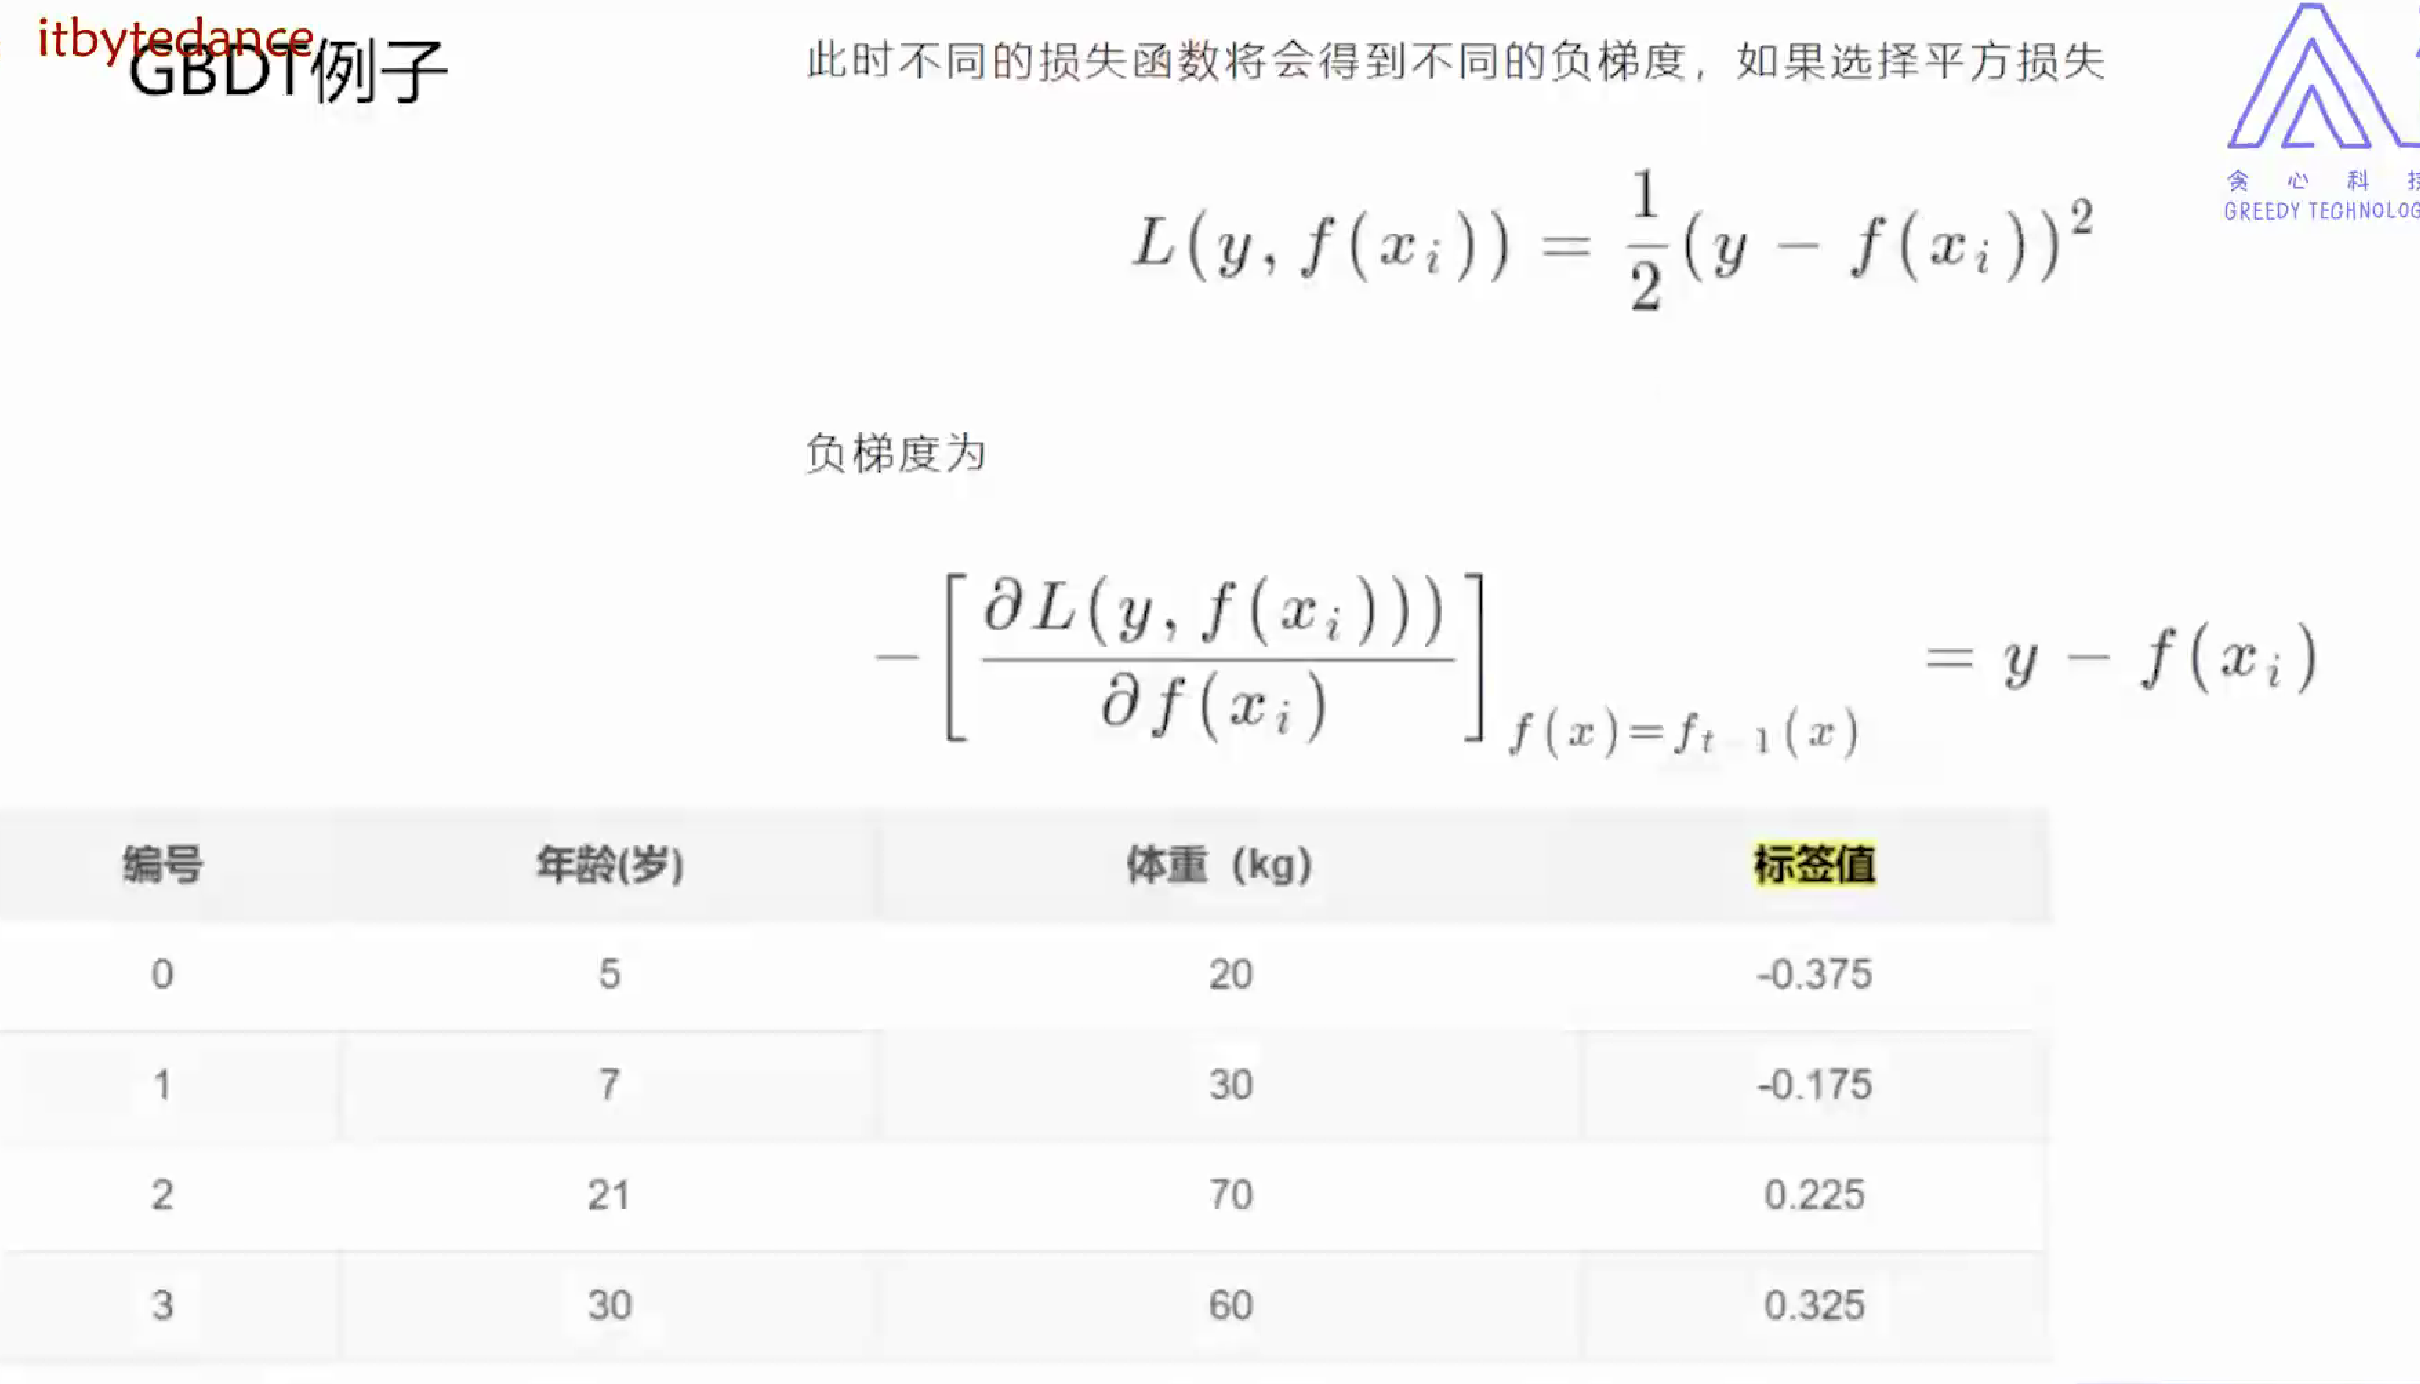 itbytedance
GBDT例子
此时不同的损失函数将会得到不同的负梯度，如果选择平方损失
贪 心 科
GREEDY TECHNOLOG
L(y, f(x_i)) = \frac{1}{2}(y - f(x_i))^2
负梯度为
-\left[\frac{\partial L(y, f(x_i)))}{\partial f(x_i)}\right]_{f(x)=f_{t-1}(x)} = y - f(x_i)
编号 年龄(岁) 体重（kg） 标签值
0 5 20 -0.375
1 7 30 -0.175
2 21 70 0.225
3 30 60 0.325